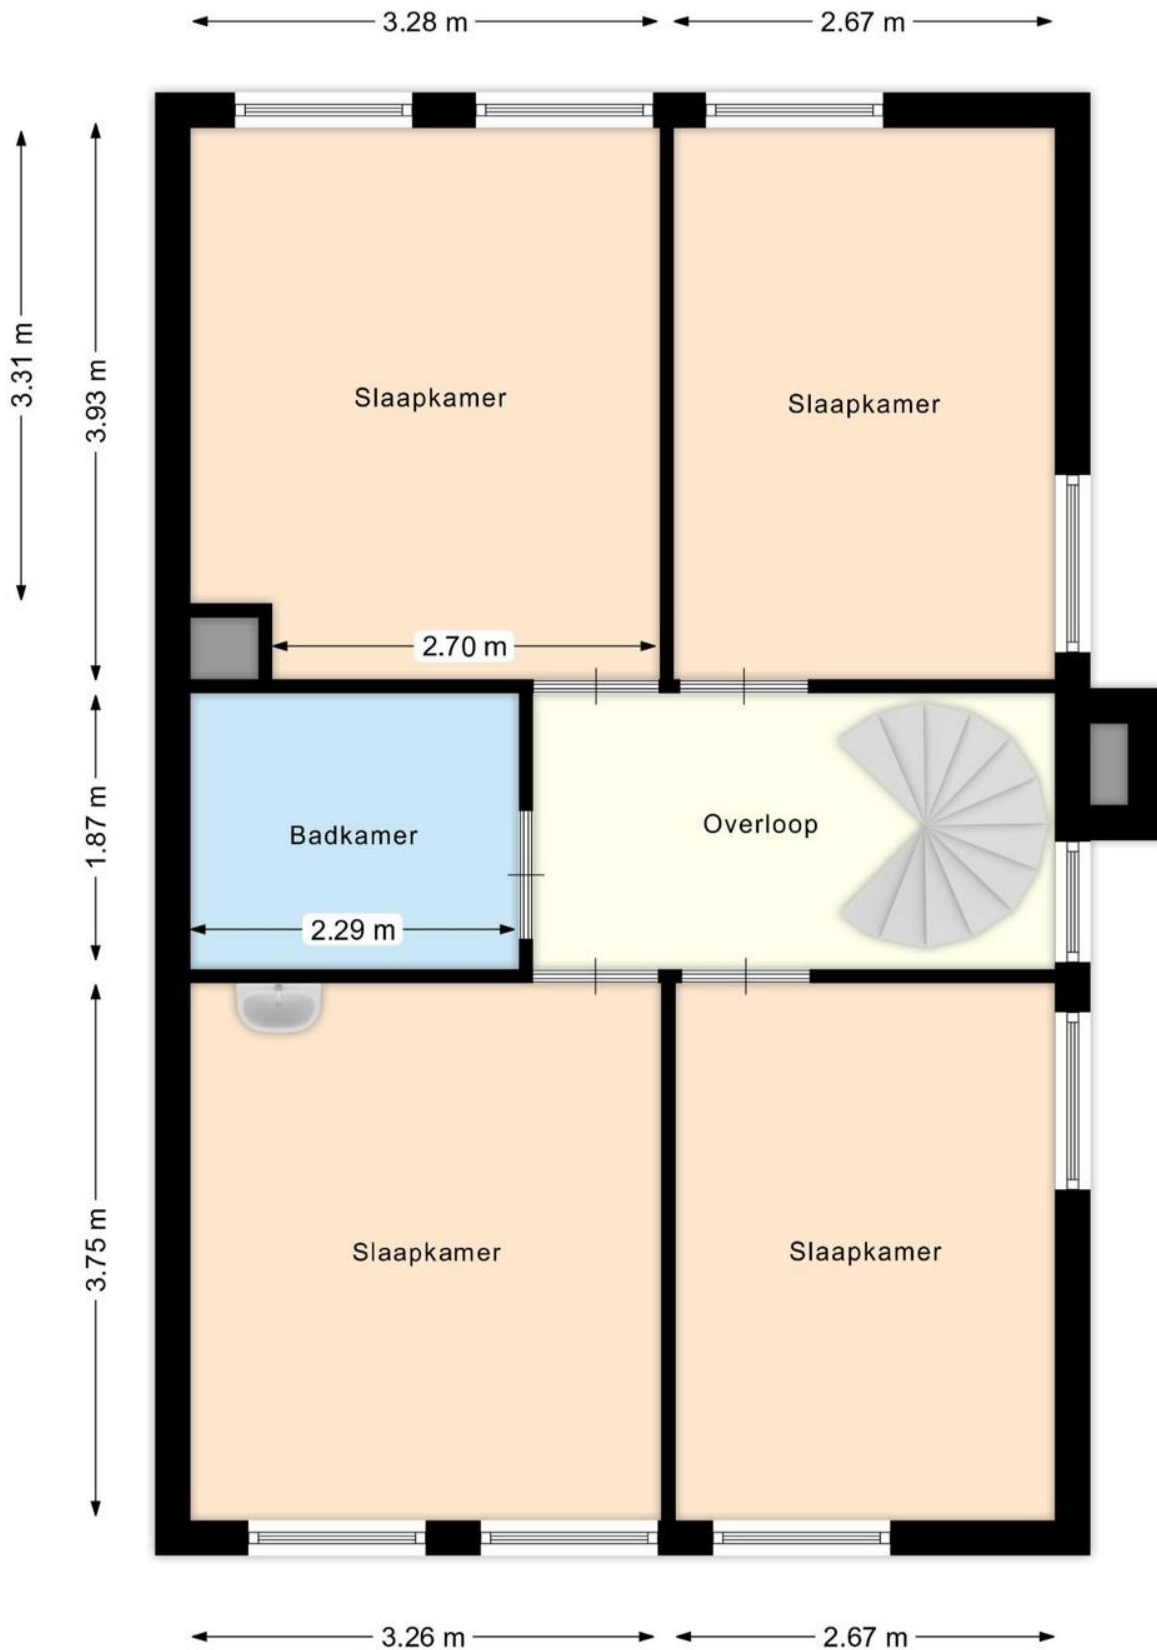 3.28 m
2.67 m
3.31 m
3.93 m
Slaapkamer
Slaapkamer
2.70 m
1.87 m
Badkamer
Overloop
2.29 m
3.75 m
Slaapkamer
Slaapkamer
3.26 m
2.67 m